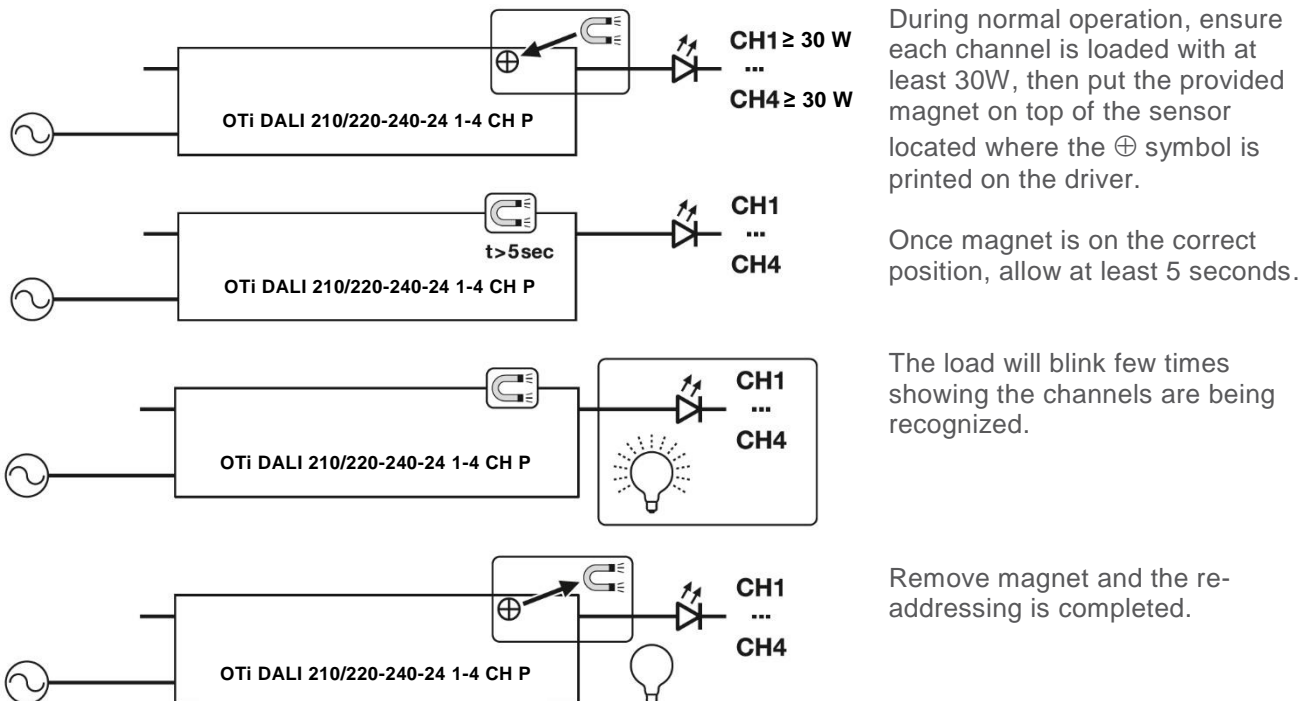 CH1 ≥ 30 W
...
CH4 ≥ 30 W
OTi DALI 210/220-240-24 1-4 CH P
During normal operation, ensure
each channel is loaded with at
least 30W, then put the provided
magnet on top of the sensor
located where the ⊕ symbol is
printed on the driver.
t>5sec
CH1
...
CH4
OTi DALI 210/220-240-24 1-4 CH P
Once magnet is on the correct
position, allow at least 5 seconds.
CH1
...
CH4
OTi DALI 210/220-240-24 1-4 CH P
The load will blink few times
showing the channels are being
recognized.
CH1
...
CH4
OTi DALI 210/220-240-24 1-4 CH P
Remove magnet and the re-
addressing is completed.